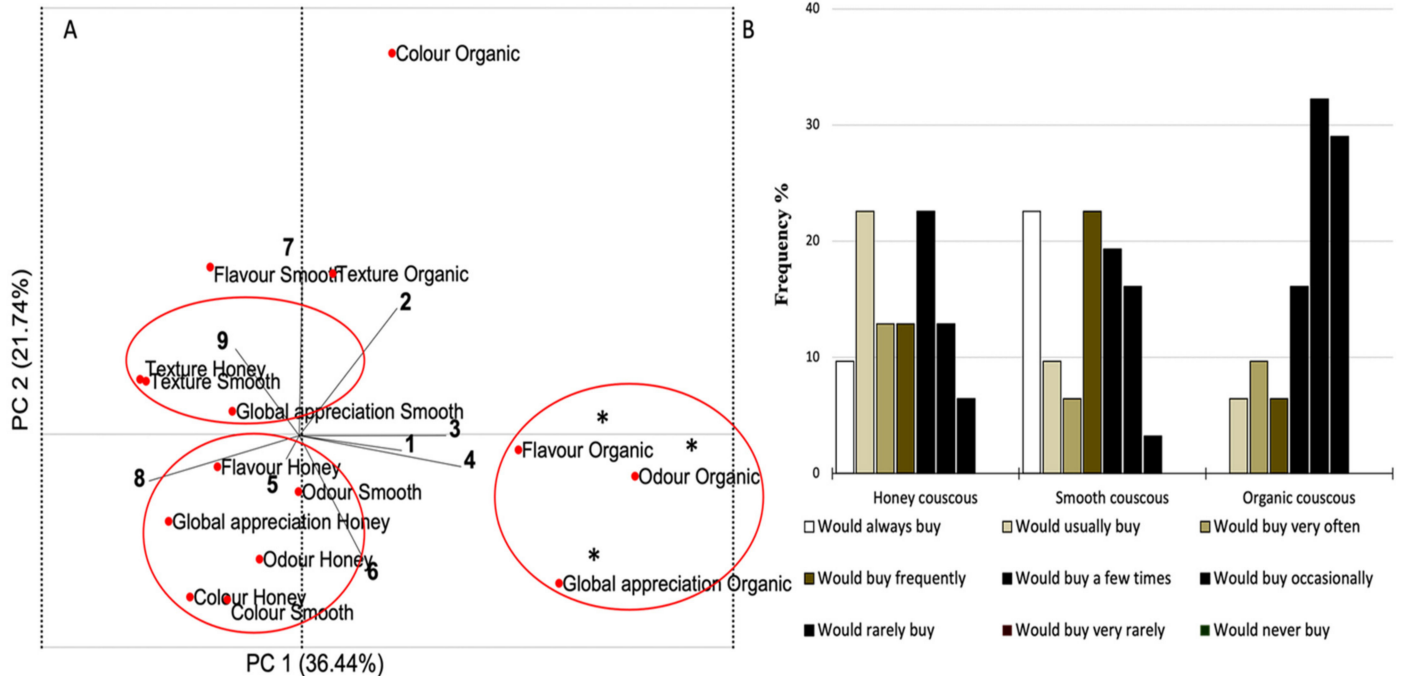 A
Colour Organic
7
Flavour Smooth
Texture Organic
2
9
Texture Honey
Texture Smooth
Global appreciation Smooth
3
1
4
*
*
*
Flavour Organic
Odour Organic
Global appreciation Organic
8
Flavour Honey
5
Odour Smooth
Global appreciation Honey
Odour Honey
6
Colour Honey
Colour Smooth
PC 2 (21.74%)
PC 1 (36.44%)
B
Frequency %
40
30
20
10
0
Honey couscous
Smooth couscous
Organic couscous
Would always buy
Would usually buy
Would buy very often
Would buy frequently
Would buy a few times
Would buy occasionally
Would rarely buy
Would buy very rarely
Would never buy